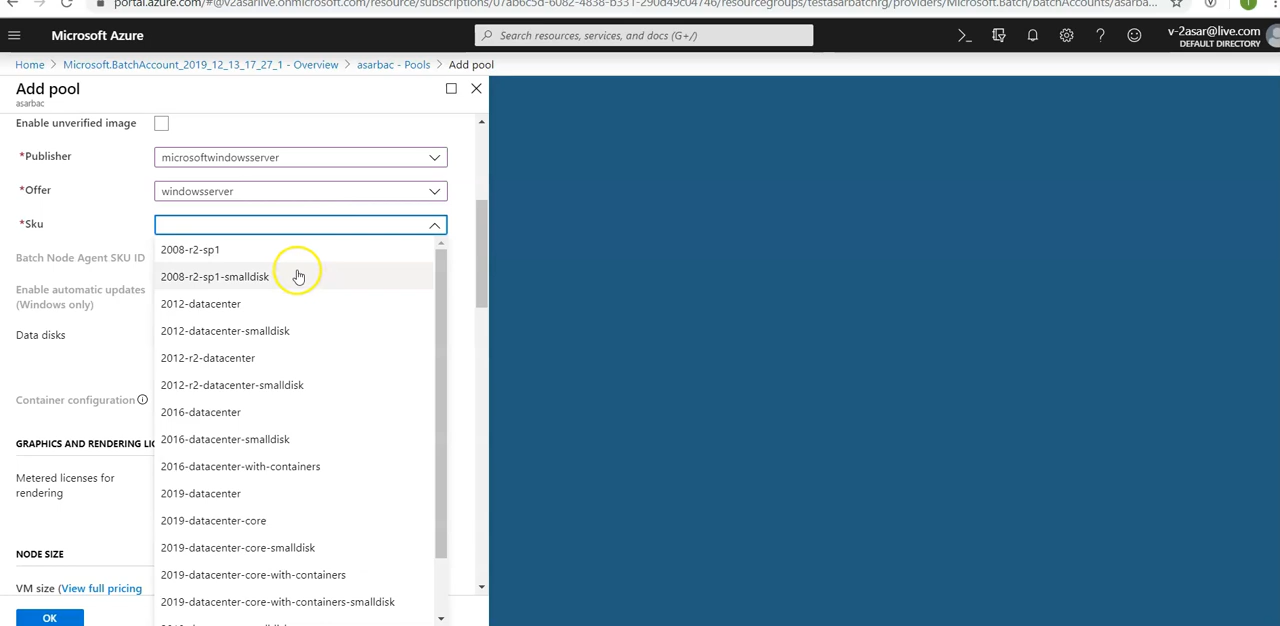 portal.azure.com/#@v2asarlive.onmicrosoft.com/resource/subscriptions/07ab6c5d-6082-4838-b331-290d49c04746/resourcegroups/testasarbatchrg/providers/Microsoft.Batch/batchAccounts/asarba...
Microsoft Azure
Search resources, services, and docs (G+/)
v-2asar@live.com
DEFAULT DIRECTORY
Home > Microsoft.BatchAccount_2019_12_13_17_27_1 - Overview > asarbac - Pools > Add pool
Add pool
asarbac
Enable unverified image
*Publisher
microsoftwindowsserver
*Offer
windowsserver
*Sku
2008-r2-sp1
Batch Node Agent SKU ID
2008-r2-sp1-smalldisk
Enable automatic updates
(Windows only)
2012-datacenter
2012-datacenter-smalldisk
Data disks
2012-r2-datacenter
2012-r2-datacenter-smalldisk
Container configuration
2016-datacenter
2016-datacenter-smalldisk
GRAPHICS AND RENDERING LIC
2016-datacenter-with-containers
Metered licenses for
rendering
2019-datacenter
2019-datacenter-core
2019-datacenter-core-smalldisk
NODE SIZE
2019-datacenter-core-with-containers
VM size (View full pricing
2019-datacenter-core-with-containers-smalldisk
OK